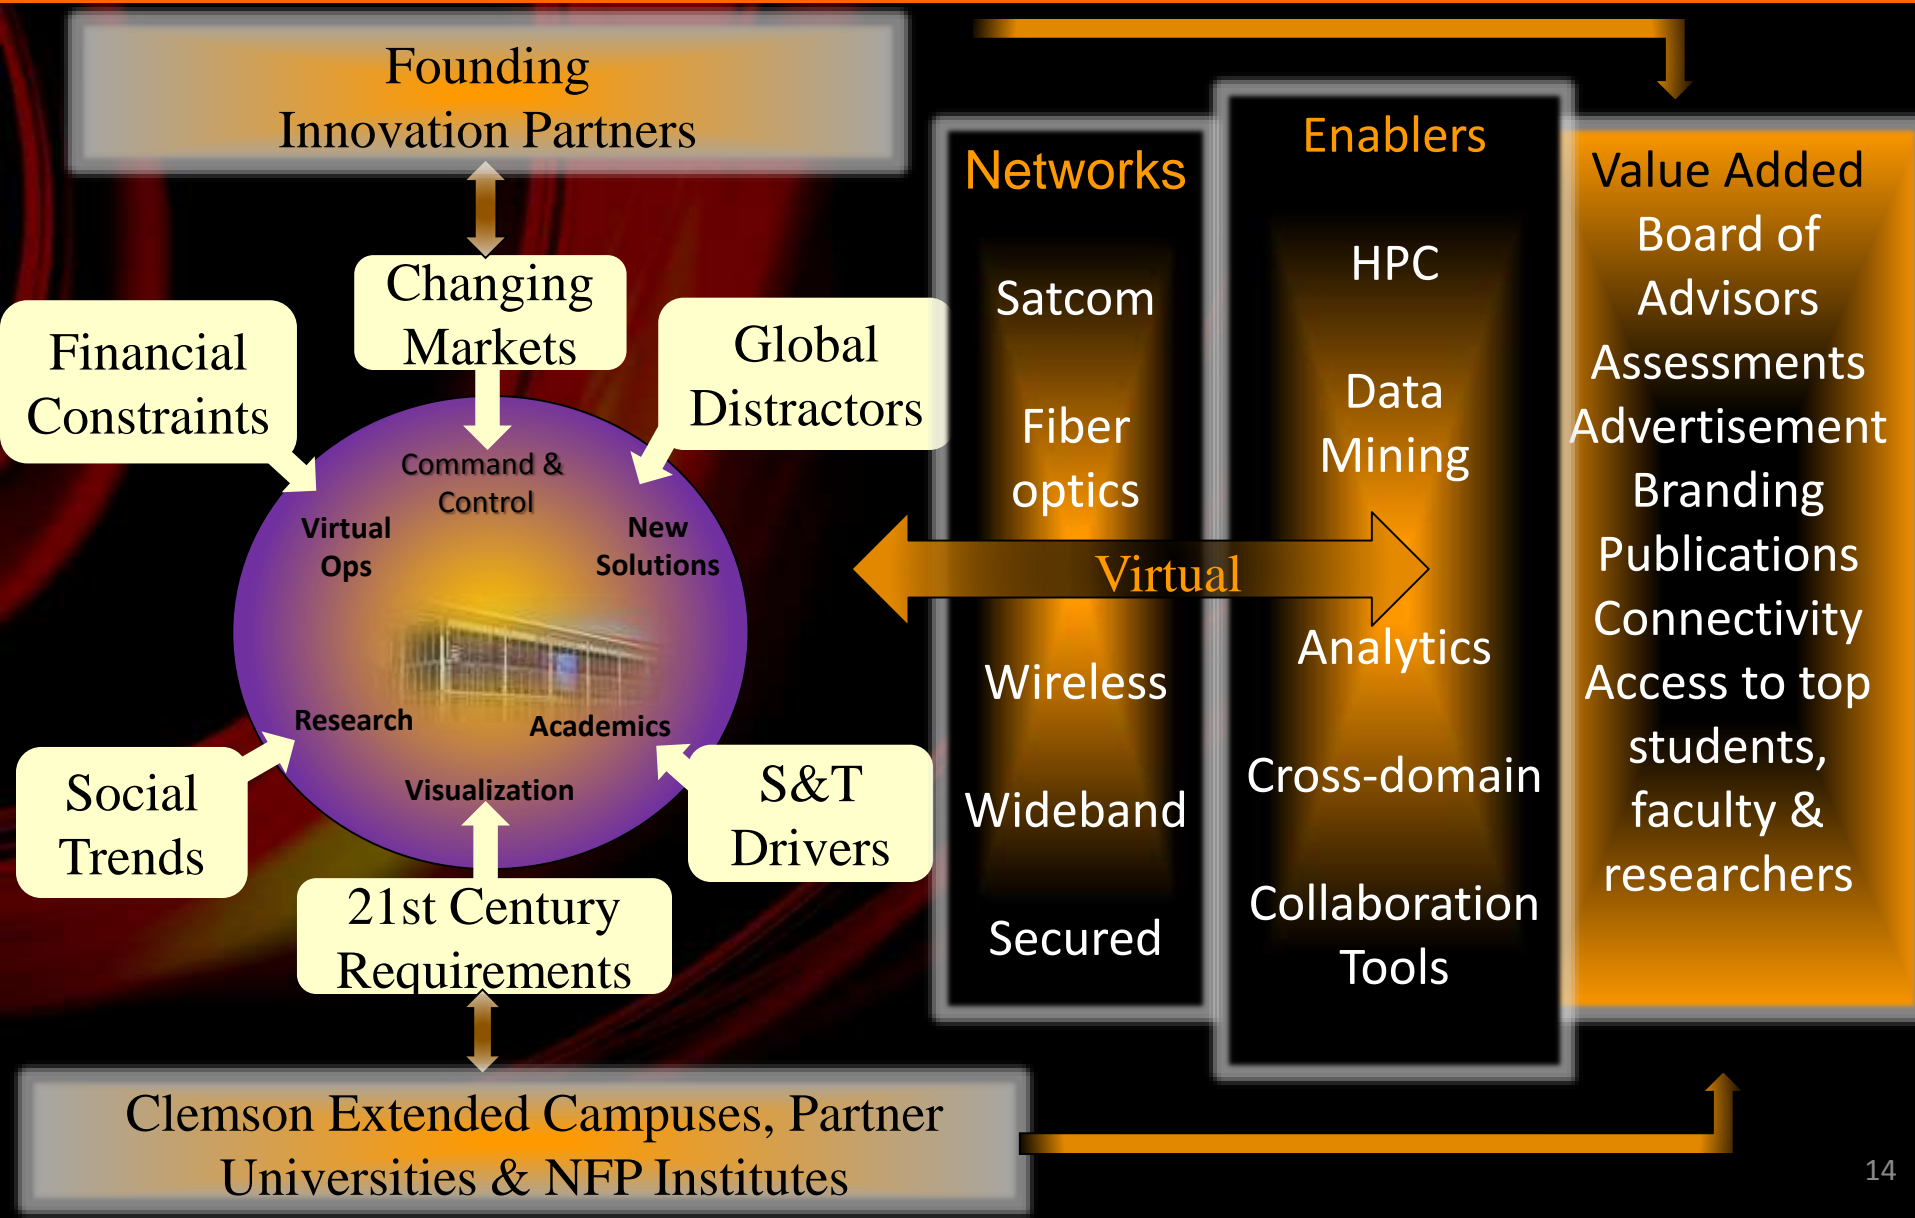 Founding
Innovation Partners
Changing
Markets
Financial
Constraints
Global
Distractors
Command &
Control
Virtual
Ops
New
Solutions
Research
Academics
Visualization
Social
Trends
S&T
Drivers
21st Century
Requirements
Clemson Extended Campuses, Partner
Universities & NFP Institutes
Networks
Satcom
Fiber
optics
Wireless
Wideband
Secured
Virtual
Enablers
HPC
Data
Mining
Analytics
Cross-domain
Collaboration
Tools
Value Added
Board of
Advisors
Assessments
Advertisement
Branding
Publications
Connectivity
Access to top
students,
faculty &
researchers
14